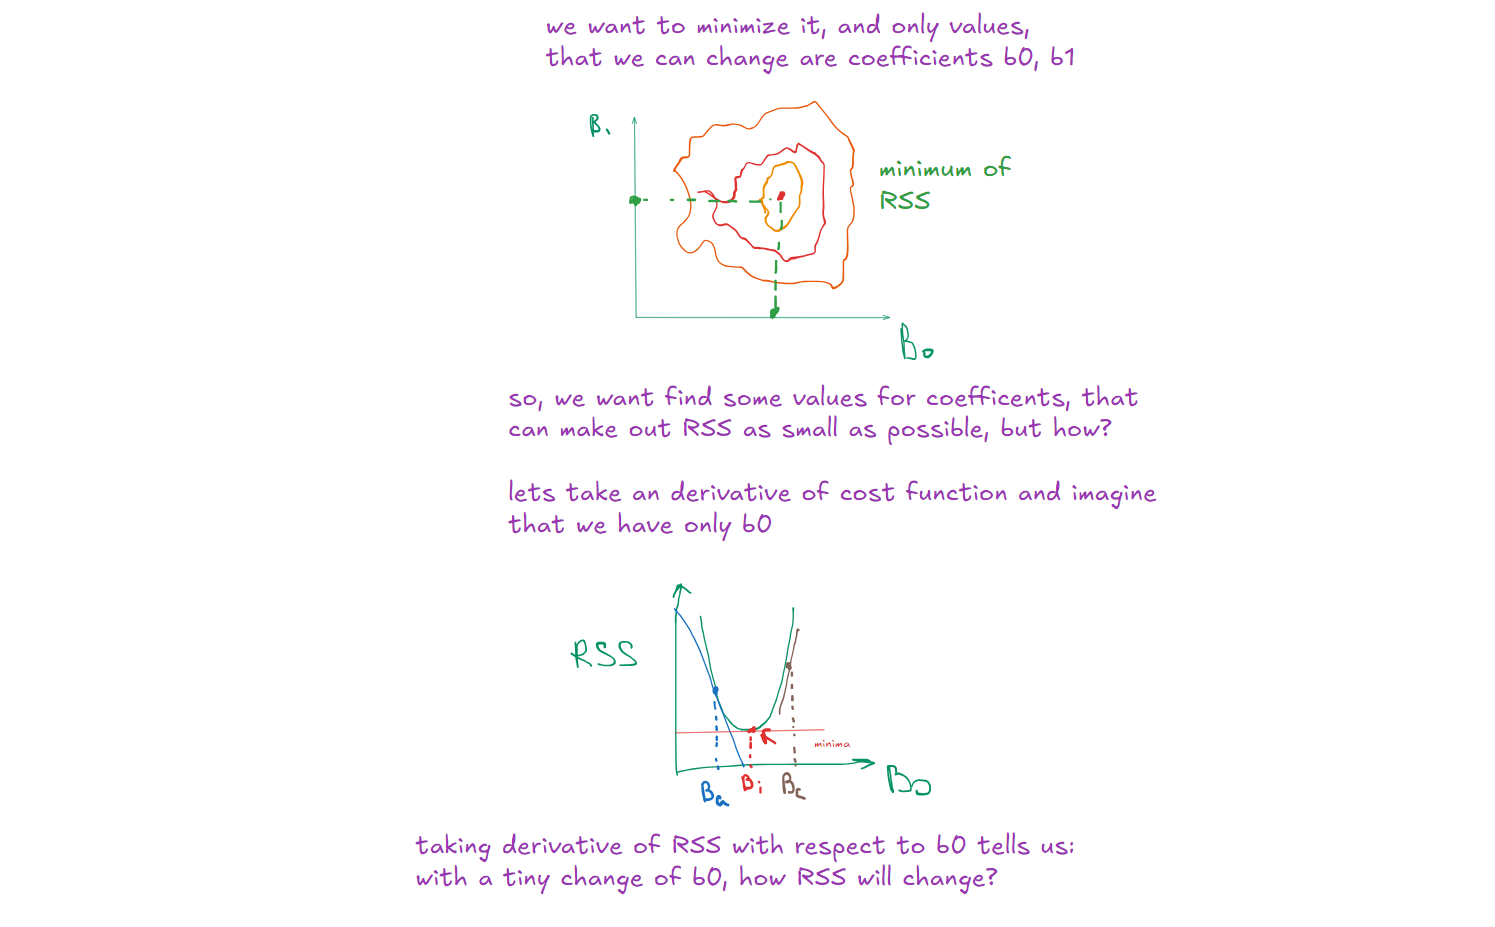 we want to minimize it, and only values,
that we can change are coefficients b0, b1
B1
minimum of
RSS
B0
so, we want find some values for coefficents, that
can make out RSS as small as possible, but how?
lets take an derivative of cost function and imagine
that we have only b0
RSS
minima
Ba
Bi
Bc
B0
taking derivative of RSS with respect to b0 tells us:
with a tiny change of b0, how RSS will change?